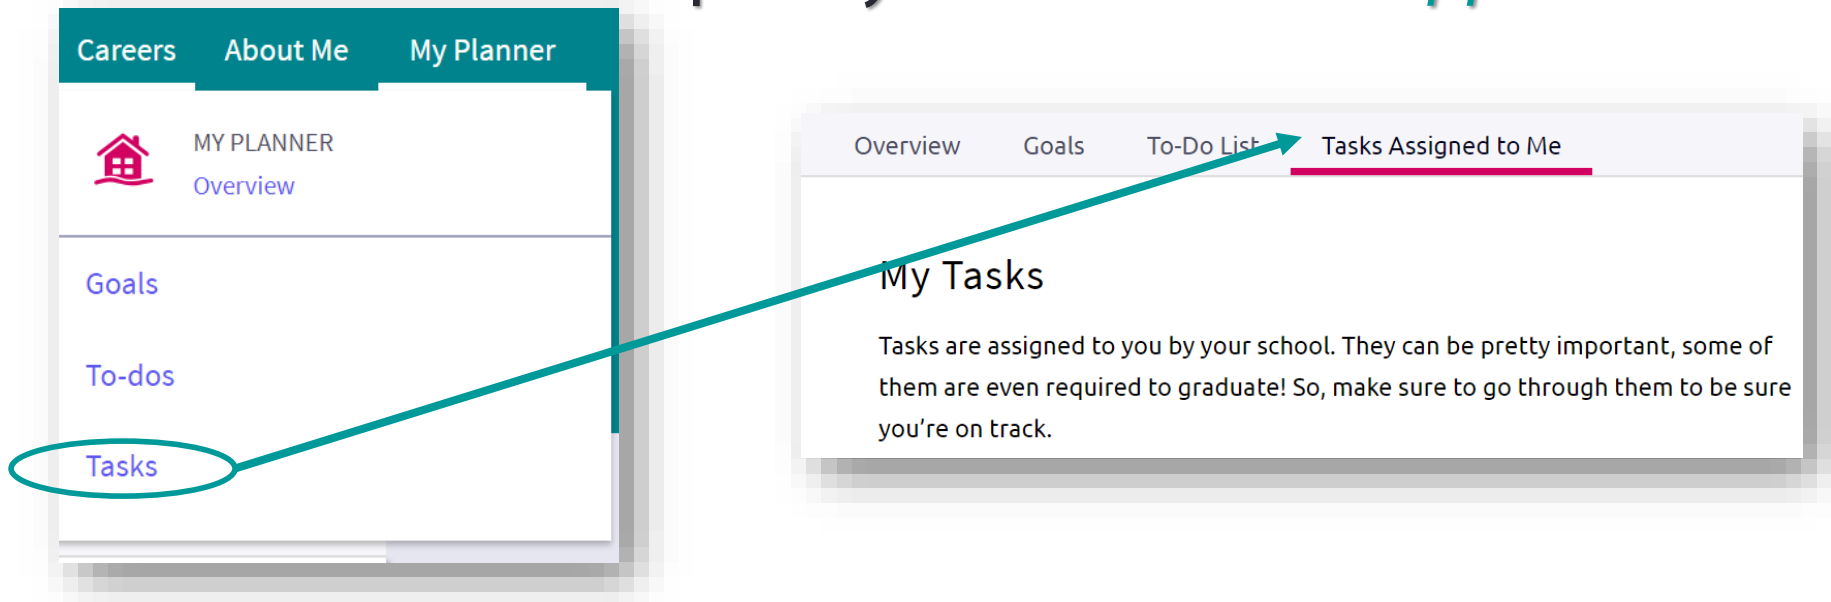 Careers About Me My Planner
MY PLANNER
Overview
Goals
To-dos
Tasks
Overview Goals To-Do List Tasks Assigned to Me
My Tasks
Tasks are assigned to you by your school. They can be pretty important, some of
them are even required to graduate! So, make sure to go through them to be sure
you're on track.